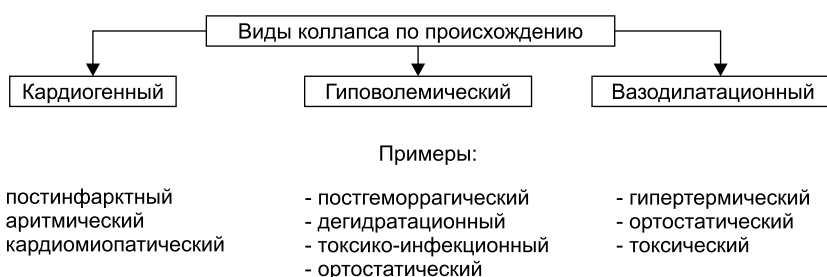 Виды коллапса по происхождению
Кардиогенный
Гиповолемический
Вазодилатационный
Примеры:
постинфарктный
аритмический
кардиомиопатический
- постгеморрагический
- дегидратационный
- токсико-инфекционный
- ортостатический
- гипертермический
- ортостатический
- токсический